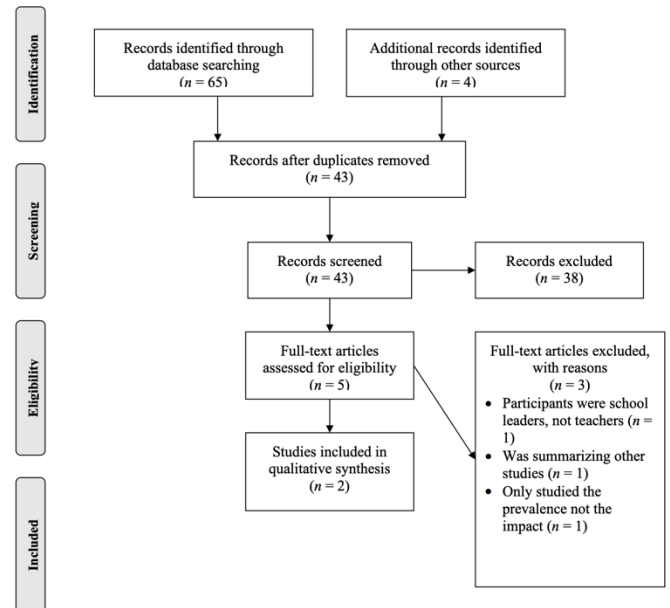 Identification
Records identified through
database searching
(n = 65)
Additional records identified
through other sources
(n = 4)
Records after duplicates removed
(n = 43)
Screening
Records screened
(n = 43)
Records excluded
(n = 38)
Eligibility
Full-text articles
assessed for eligibility
(n = 5)
Full-text articles excluded,
with reasons
(n = 3)
• Participants were school
leaders, not teachers (n =
1)
• Was summarizing other
studies (n = 1)
• Only studied the
prevalence not the
impact (n = 1)
Studies included in
qualitative synthesis
(n = 2)
Included